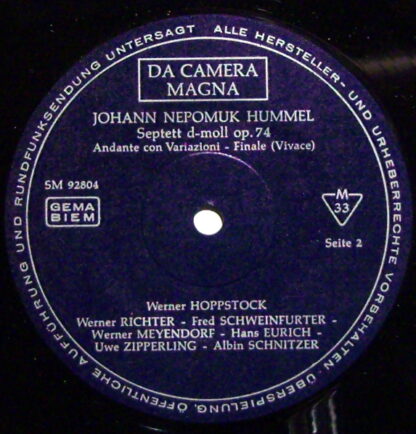 ALLE HERSTELLER- UND URHEBERRECHTE VORBEHALTEN · ÜBERSPIELUNG, ÖFFENTLICHE AUFFÜHRUNG UND RUNDFUNKSENDUNG UNTERSAGT
DA CAMERA
MAGNA
JOHANN NEPOMUK HUMMEL
Septett d-moll op. 74
Andante con Variazioni - Finale (Vivace)
SM 92804
GEMA
BIEM
M
33
Seite 2
Werner HOPPSTOCK
Werner RICHTER - Fred SCHWEINFURTER -
Werner MEYENDORF - Hans EURICH -
Uwe ZIPPERLING - Albin SCHNITZER